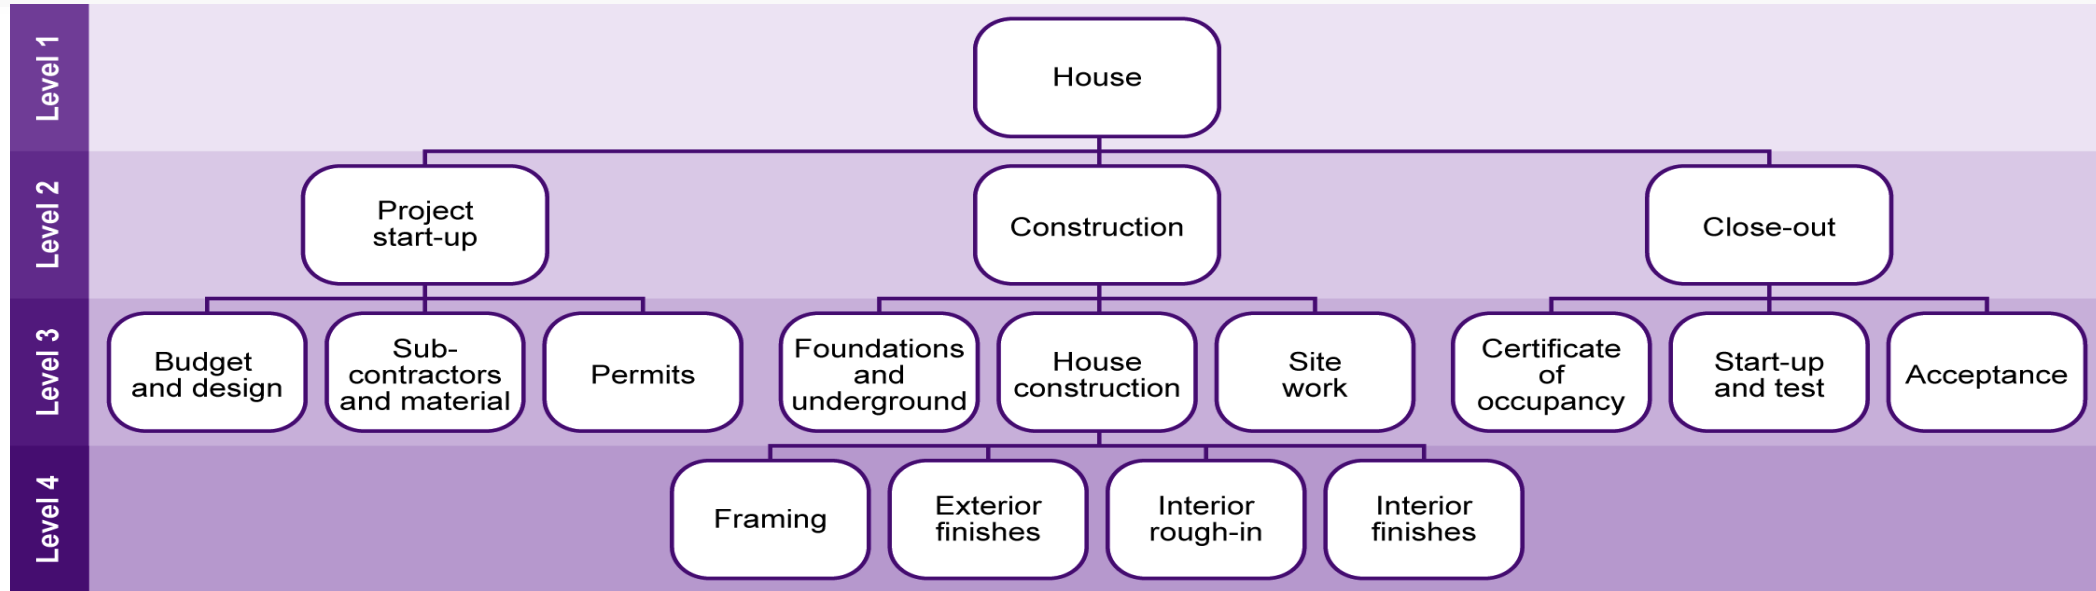 Level 1
House
Level 2
Project
start-up
Construction
Close-out
Level 3
Budget
and design
Sub-
contractors
and material
Permits
Foundations
and
underground
House
construction
Site
work
Certificate
of
occupancy
Start-up
and test
Acceptance
Level 4
Framing
Exterior
finishes
Interior
rough-in
Interior
finishes